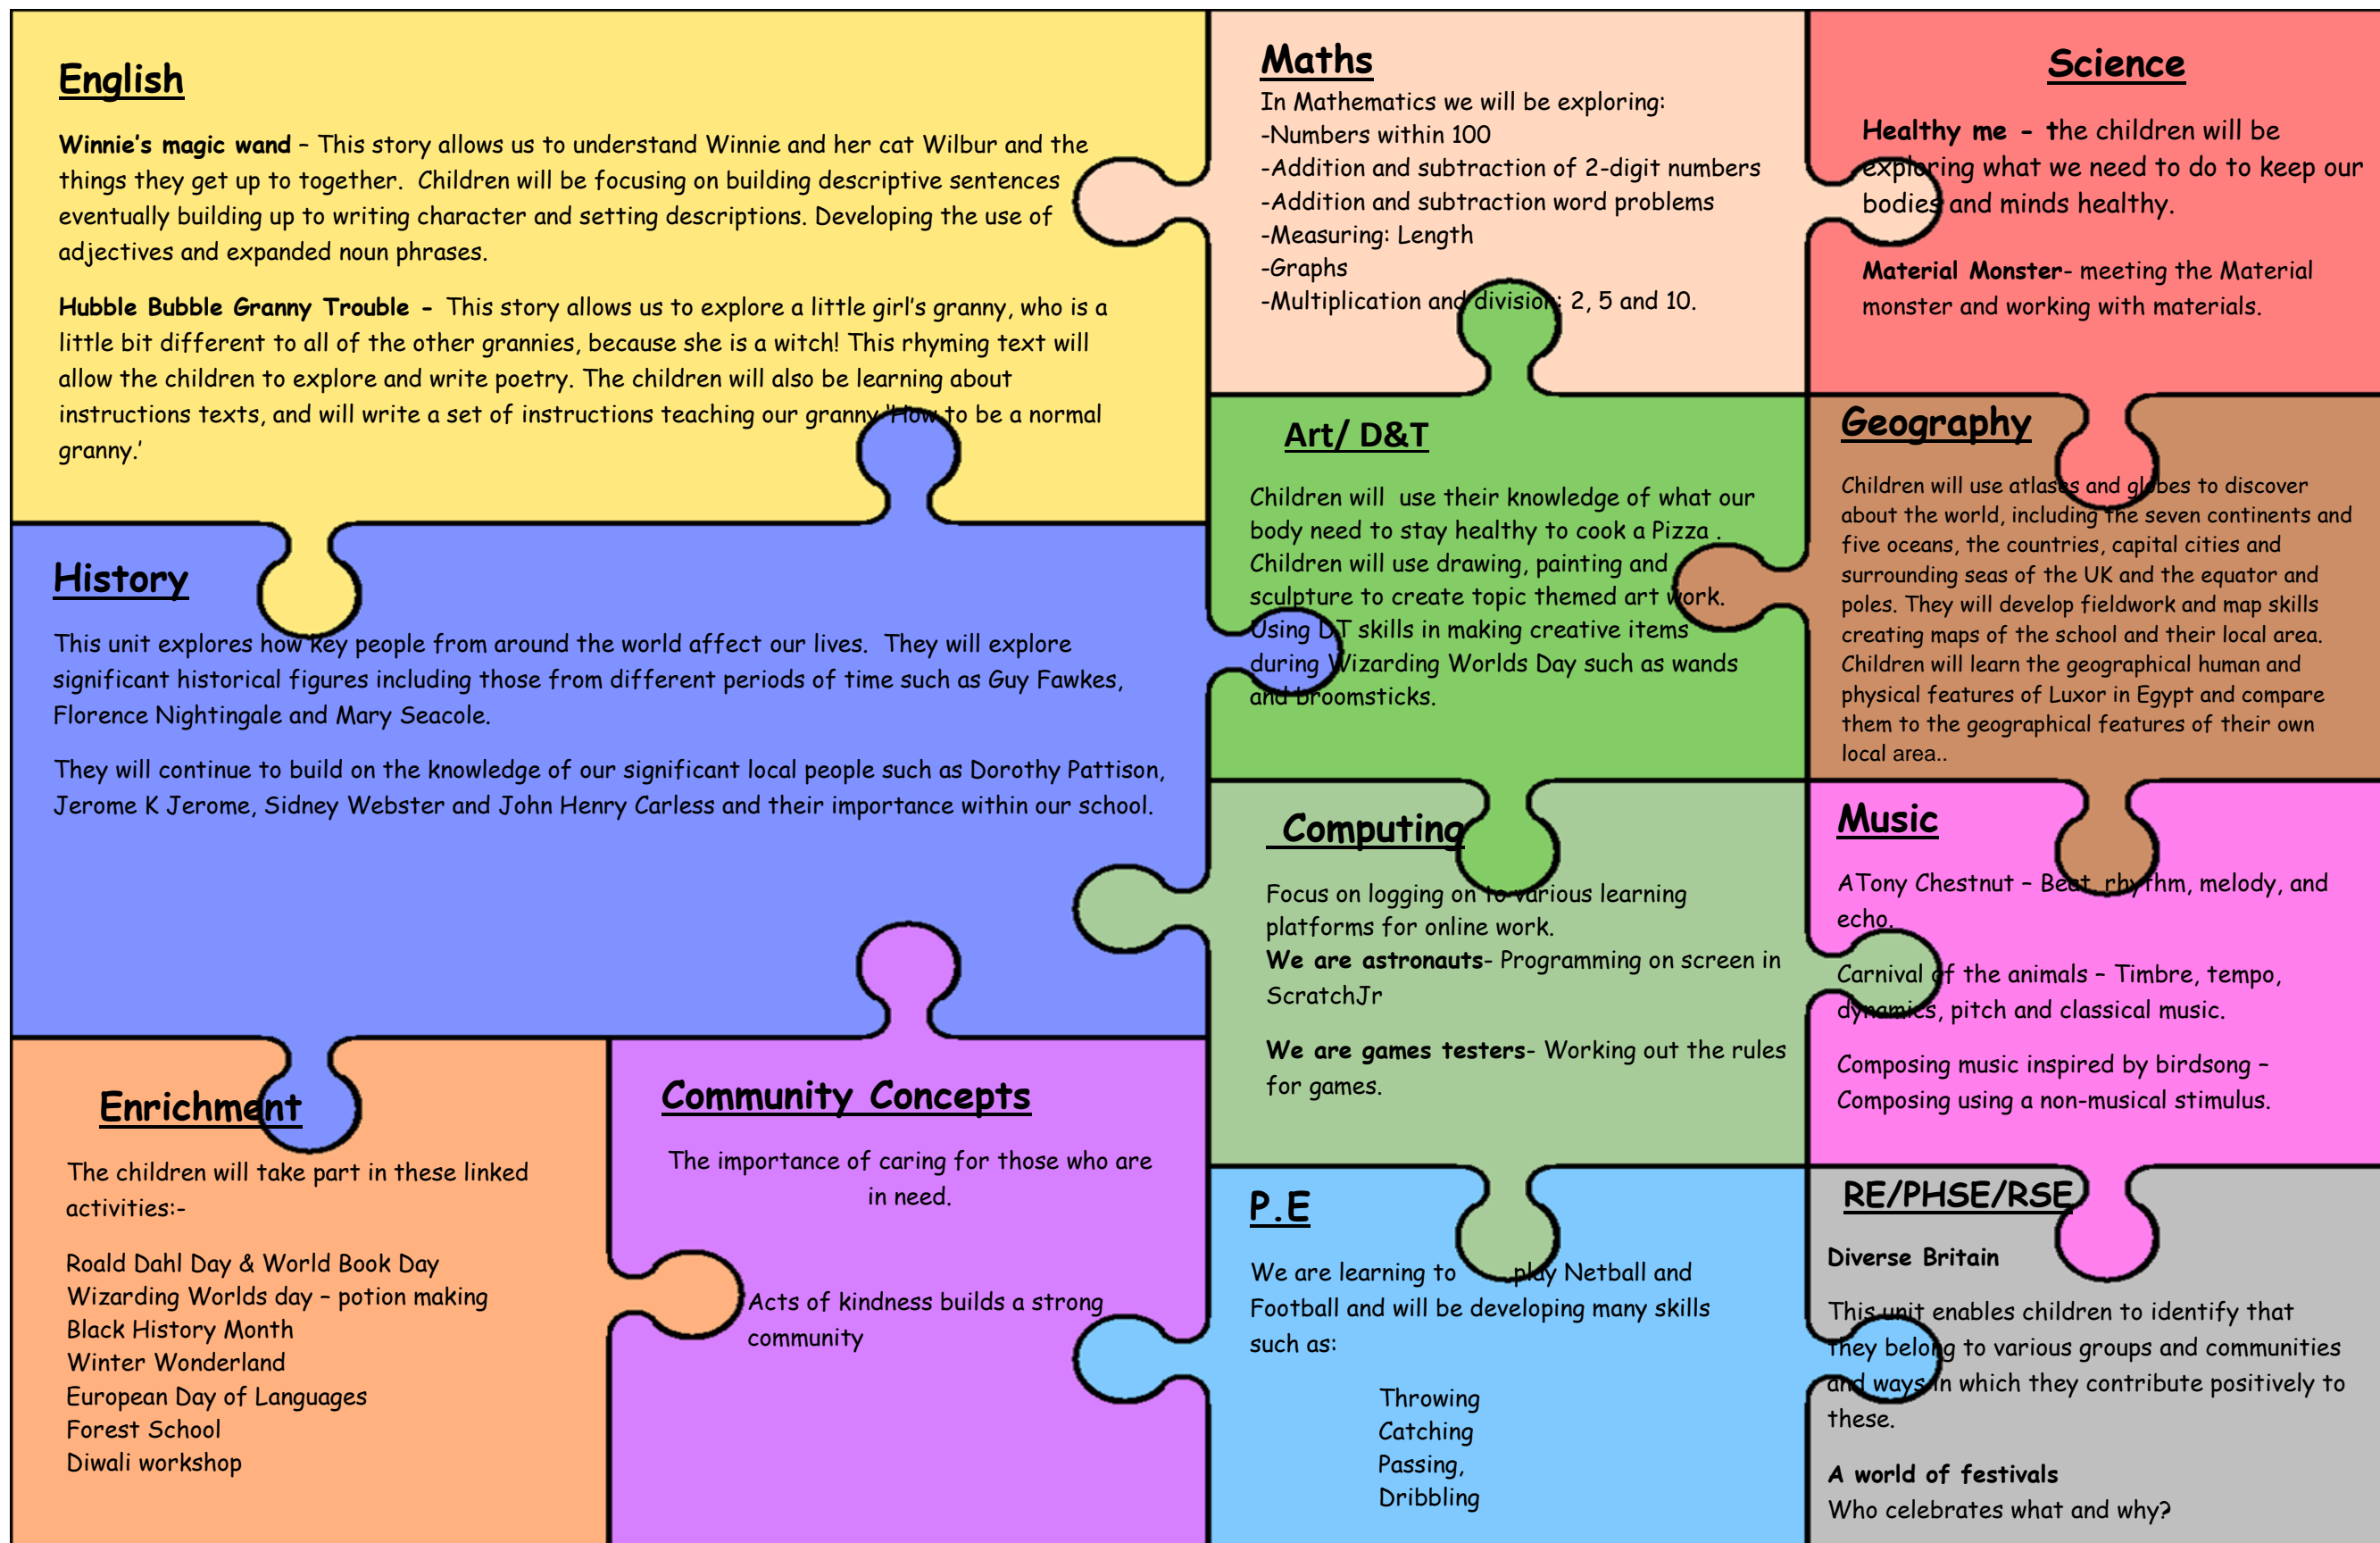 English
Winnie's magic wand – This story allows us to understand Winnie and her cat Wilbur and the
things they get up to together.  Children will be focusing on building descriptive sentences
eventually building up to writing character and setting descriptions. Developing the use of
adjectives and expanded noun phrases.
Hubble Bubble Granny Trouble - This story allows us to explore a little girl's granny, who is a
little bit different to all of the other grannies, because she is a witch! This rhyming text will
allow the children to explore and write poetry. The children will also be learning about
instructions texts, and will write a set of instructions teaching our granny 'How to be a normal
granny.'
Maths
In Mathematics we will be exploring:
-Numbers within 100
-Addition and subtraction of 2-digit numbers
-Addition and subtraction word problems
-Measuring: Length
-Graphs
-Multiplication and division: 2, 5 and 10.
Science
Healthy me - the children will be
exploring what we need to do to keep our
bodies and minds healthy.
Material Monster- meeting the Material
monster and working with materials.
History
This unit explores how key people from around the world affect our lives.  They will explore
significant historical figures including those from different periods of time such as Guy Fawkes,
Florence Nightingale and Mary Seacole.
They will continue to build on the knowledge of our significant local people such as Dorothy Pattison,
Jerome K Jerome, Sidney Webster and John Henry Carless and their importance within our school.
Art/ D&T
Children will  use their knowledge of what our
body need to stay healthy to cook a Pizza .
Children will use drawing, painting and
sculpture to create topic themed art work.
Using DT skills in making creative items
during Wizarding Worlds Day such as wands
and broomsticks.
Geography
Children will use atlases and globes to discover
about the world, including the seven continents and
five oceans, the countries, capital cities and
surrounding seas of the UK and the equator and
poles. They will develop fieldwork and map skills
creating maps of the school and their local area.
Children will learn the geographical human and
physical features of Luxor in Egypt and compare
them to the geographical features of their own
local area..
Computing
Focus on logging on to various learning
platforms for online work.
We are astronauts- Programming on screen in
ScratchJr
We are games testers- Working out the rules
for games.
Music
ATony Chestnut – Beat, rhythm, melody, and
echo.
Carnival of the animals – Timbre, tempo,
dynamics, pitch and classical music.
Composing music inspired by birdsong –
Composing using a non-musical stimulus.
Enrichment
The children will take part in these linked
activities:-
Roald Dahl Day & World Book Day
Wizarding Worlds day – potion making
Black History Month
Winter Wonderland
European Day of Languages
Forest School
Diwali workshop
Community Concepts
The importance of caring for those who are
in need.
Acts of kindness builds a strong
community
P.E
We are learning to play Netball and
Football and will be developing many skills
such as:
Throwing
Catching
Passing,
Dribbling
RE/PHSE/RSE
Diverse Britain
This unit enables children to identify that
they belong to various groups and communities
and ways in which they contribute positively to
these.
A world of festivals
Who celebrates what and why?